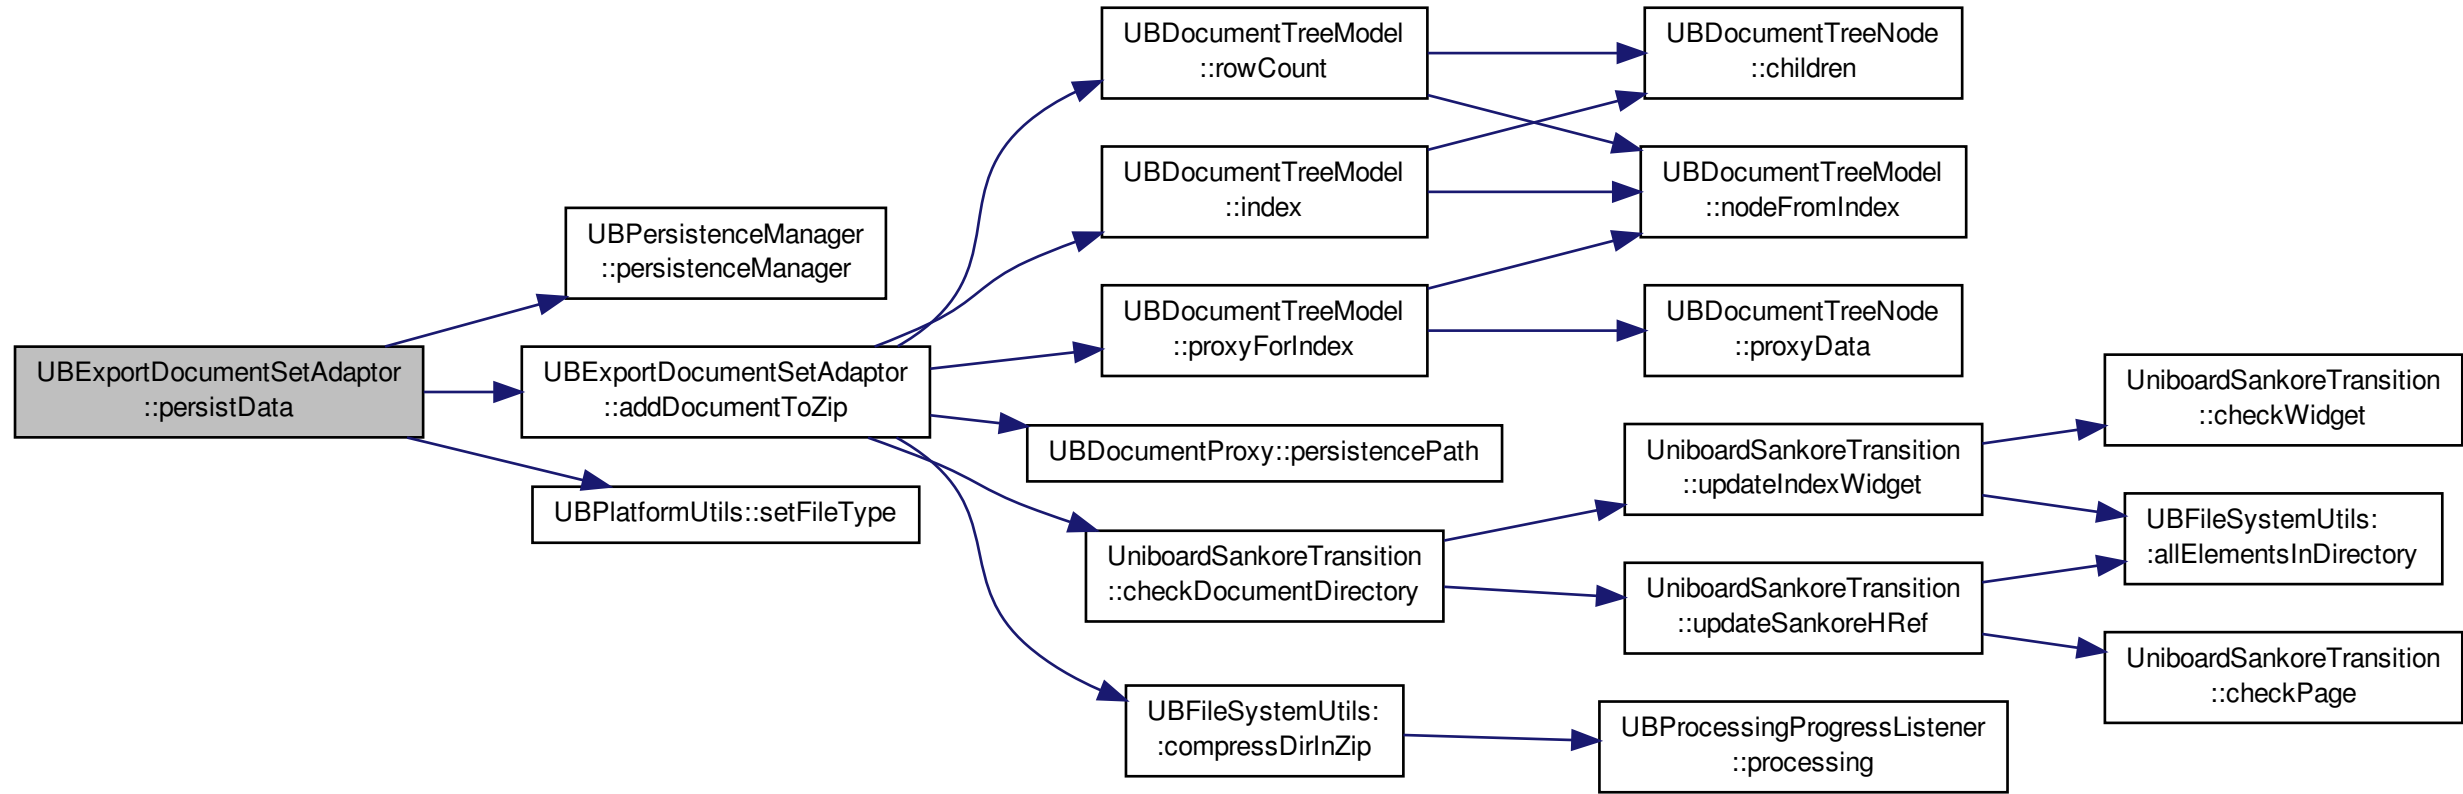 UBExportDocumentSetAdaptor
::persistData
UBPersistenceManager
::persistenceManager
UBExportDocumentSetAdaptor
::addDocumentToZip
UBPlatformUtils::setFileType
UBDocumentTreeModel
::rowCount
UBDocumentTreeModel
::index
UBDocumentTreeModel
::proxyForIndex
UBDocumentProxy::persistencePath
UniboardSankoreTransition
::checkDocumentDirectory
UBFileSystemUtils:
:compressDirInZip
UBDocumentTreeNode
::children
UBDocumentTreeModel
::nodeFromIndex
UBDocumentTreeNode
::proxyData
UniboardSankoreTransition
::updateIndexWidget
UniboardSankoreTransition
::updateSankoreHRef
UBProcessingProgressListener
::processing
UniboardSankoreTransition
::checkWidget
UBFileSystemUtils:
:allElementsInDirectory
UniboardSankoreTransition
::checkPage